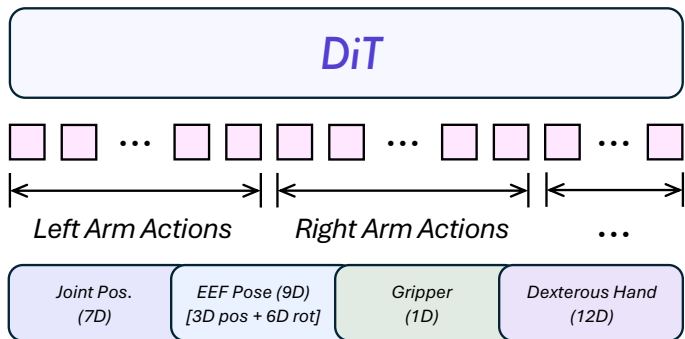 DiT
... ... ...
Left Arm Actions Right Arm Actions ...
Joint Pos. EEF Pose (9D) Gripper Dexterous Hand
(7D) [3D pos + 6D rot] (1D) (12D)